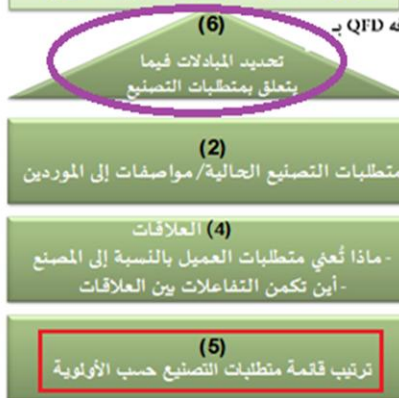 فه QFD بـ
(6)
تحديد المبادلات فيما
يتعلق بمتطلبات التصنيع
(2)
متطلبات التصنيع الحالية/ مواصفات إلى الموردين
(4) العلاقات
- ماذا تُعني متطلبات العميل بالنسبة إلى المصنع
- أين تكمن التفاعلات بين العلاقات
(5)
ترتيب قائمة متطلبات التصنيع حسب الأولوية